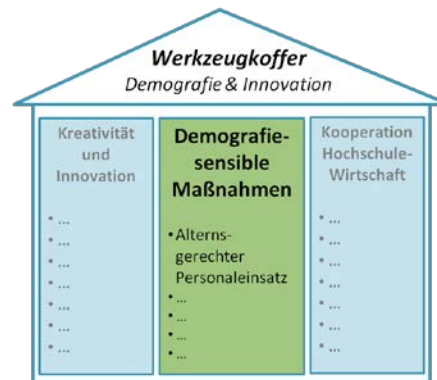 Werkzeugkoffer
Demografie & Innovation
Kreativität
und
Innovation
• ...
• ...
• ...
• ...
• ...
• ...
• ...
Demografie-
sensible
Maßnahmen
• Alterns-
gerechter
Personaleinsatz
• ...
• ...
• ...
• ...
Kooperation
Hochschule-
Wirtschaft
• ...
• ...
• ...
• ...
• ...
• ...
• ...